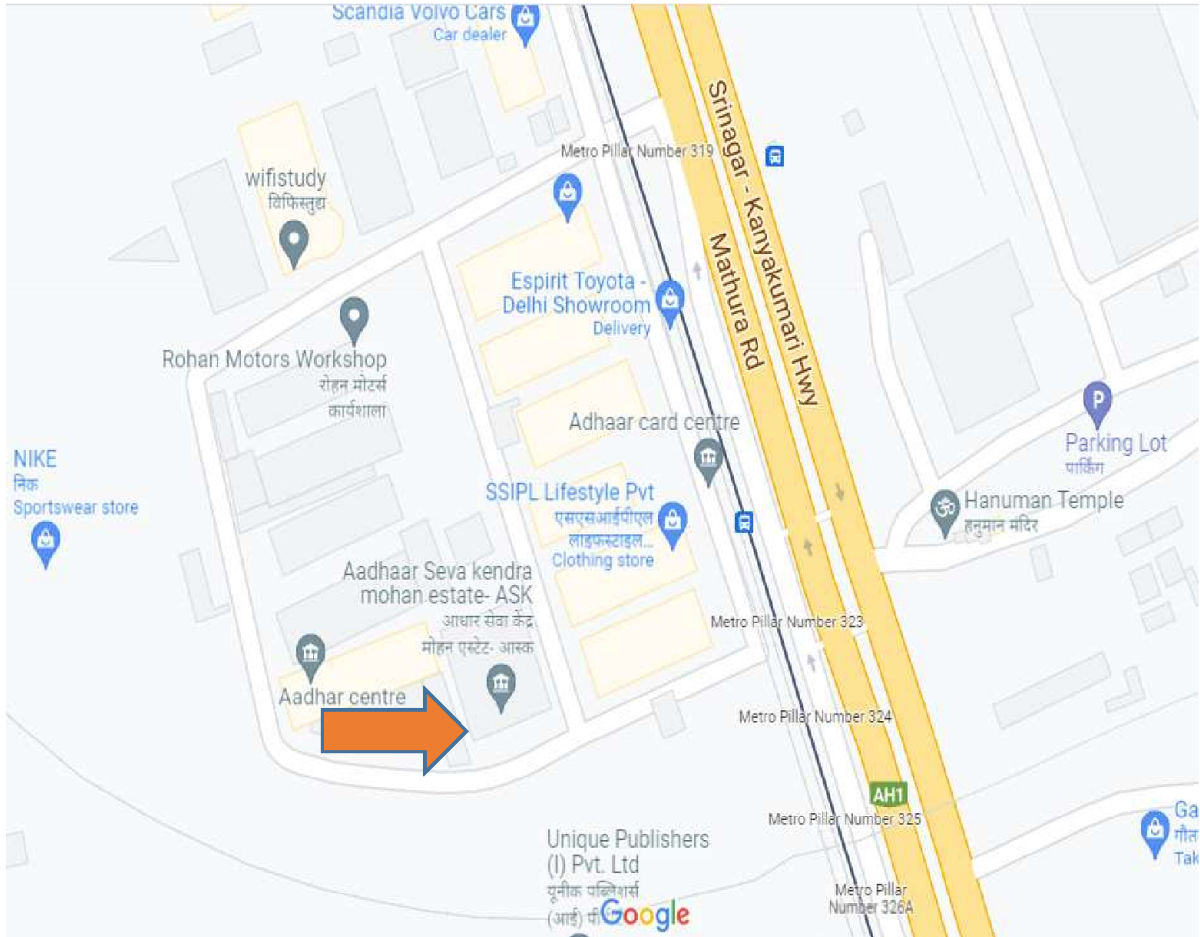 Scandia Volvo Cars
Car dealer
Srinagar - Kanyakumari Hwy
Metro Pillar Number 319
wifistudy
विफिस्तुद्य
Mathura Rd
Espirit Toyota -
Delhi Showroom
Delivery
Rohan Motors Workshop
रोहन मोटर्स
कार्यशाला
Adhaar card centre
P
Parking Lot
पार्किंग
NIKE
निक
Sportswear store
SSIPL Lifestyle Pvt
एसएसआईपीएल
लाइफस्टाइल...
Clothing store
ॐ
Hanuman Temple
हनुमान मंदिर
Aadhaar Seva kendra
mohan estate- ASK
आधार सेवा केंद्र
मोहन एस्टेट- आस्क
Metro Pillar Number 323
Aadhar centre
Metro Pillar Number 324
AH1
Metro Pillar Number 325
Ga
गौत
Tak
Unique Publishers
(I) Pvt. Ltd
यूनीक पब्लिशर्स
(आई) पी
Google
Metro Pillar
Number 326A